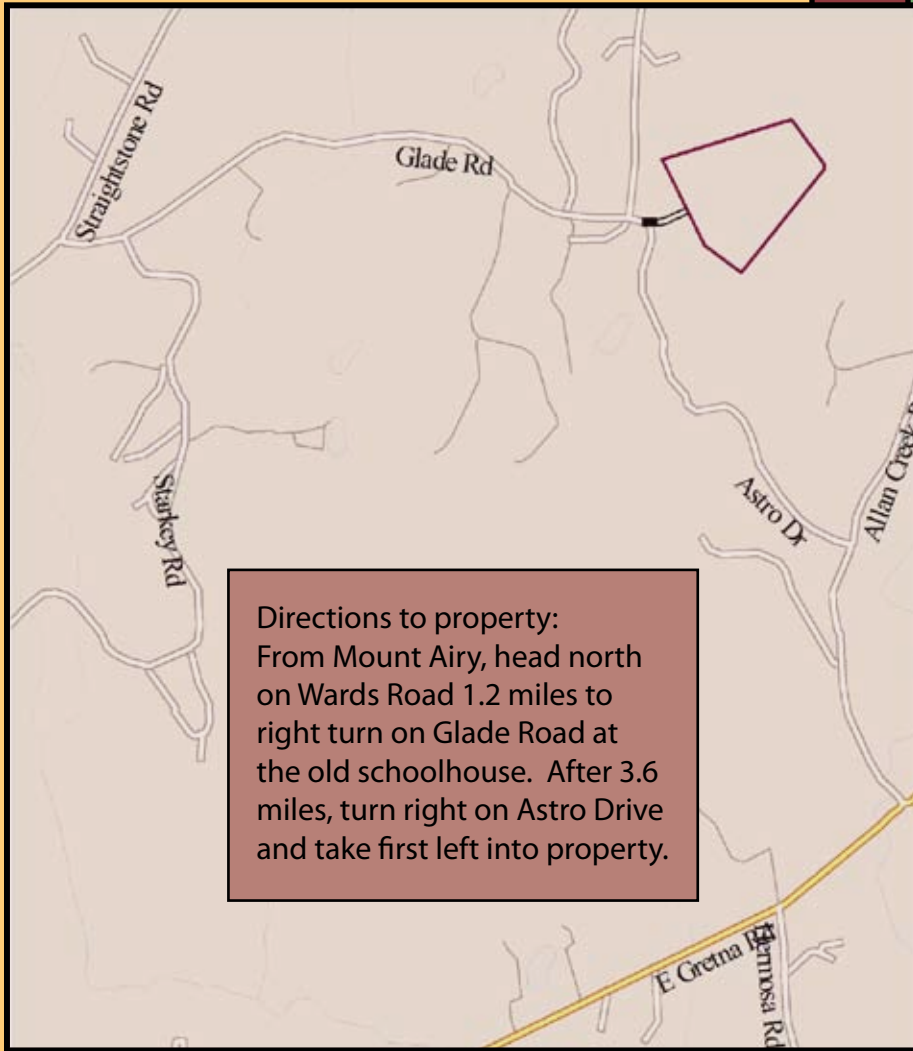 Straightstone Rd
Glade Rd
Astro Dr
Allan Creek
Starkey Rd
Directions to property:
From Mount Airy, head north
on Wards Road 1.2 miles to
right turn on Glade Road at
the old schoolhouse. After 3.6
miles, turn right on Astro Drive
and take first left into property.
E Gretna Rd
Hermosa Rd